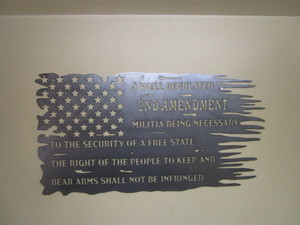 A WELL REGULATED
2ND AMENDMENT
MILITIA BEING NECESSARY
TO THE SECURITY OF A FREE STATE
THE RIGHT OF THE PEOPLE TO KEEP AND
BEAR ARMS SHALL NOT BE INFRINGED